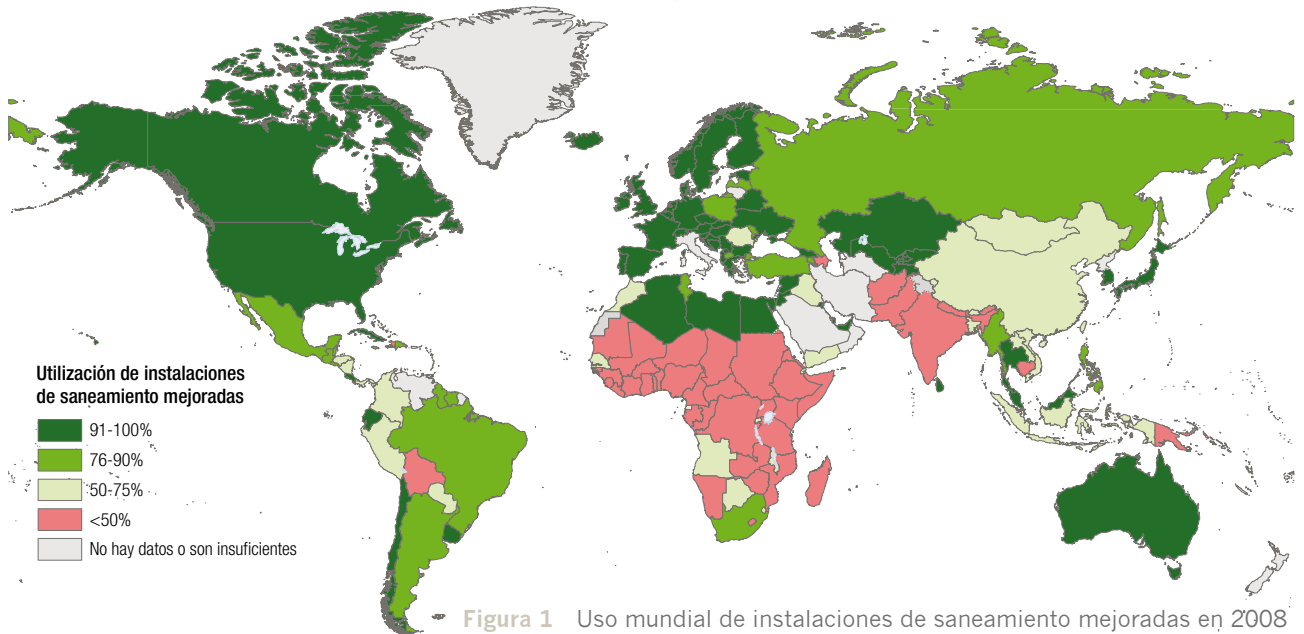 Utilización de instalaciones
de saneamiento mejoradas
91-100%
76-90%
50-75%
<50%
No hay datos o son insuficientes
Figura 1 Uso mundial de instalaciones de saneamiento mejoradas en 2008